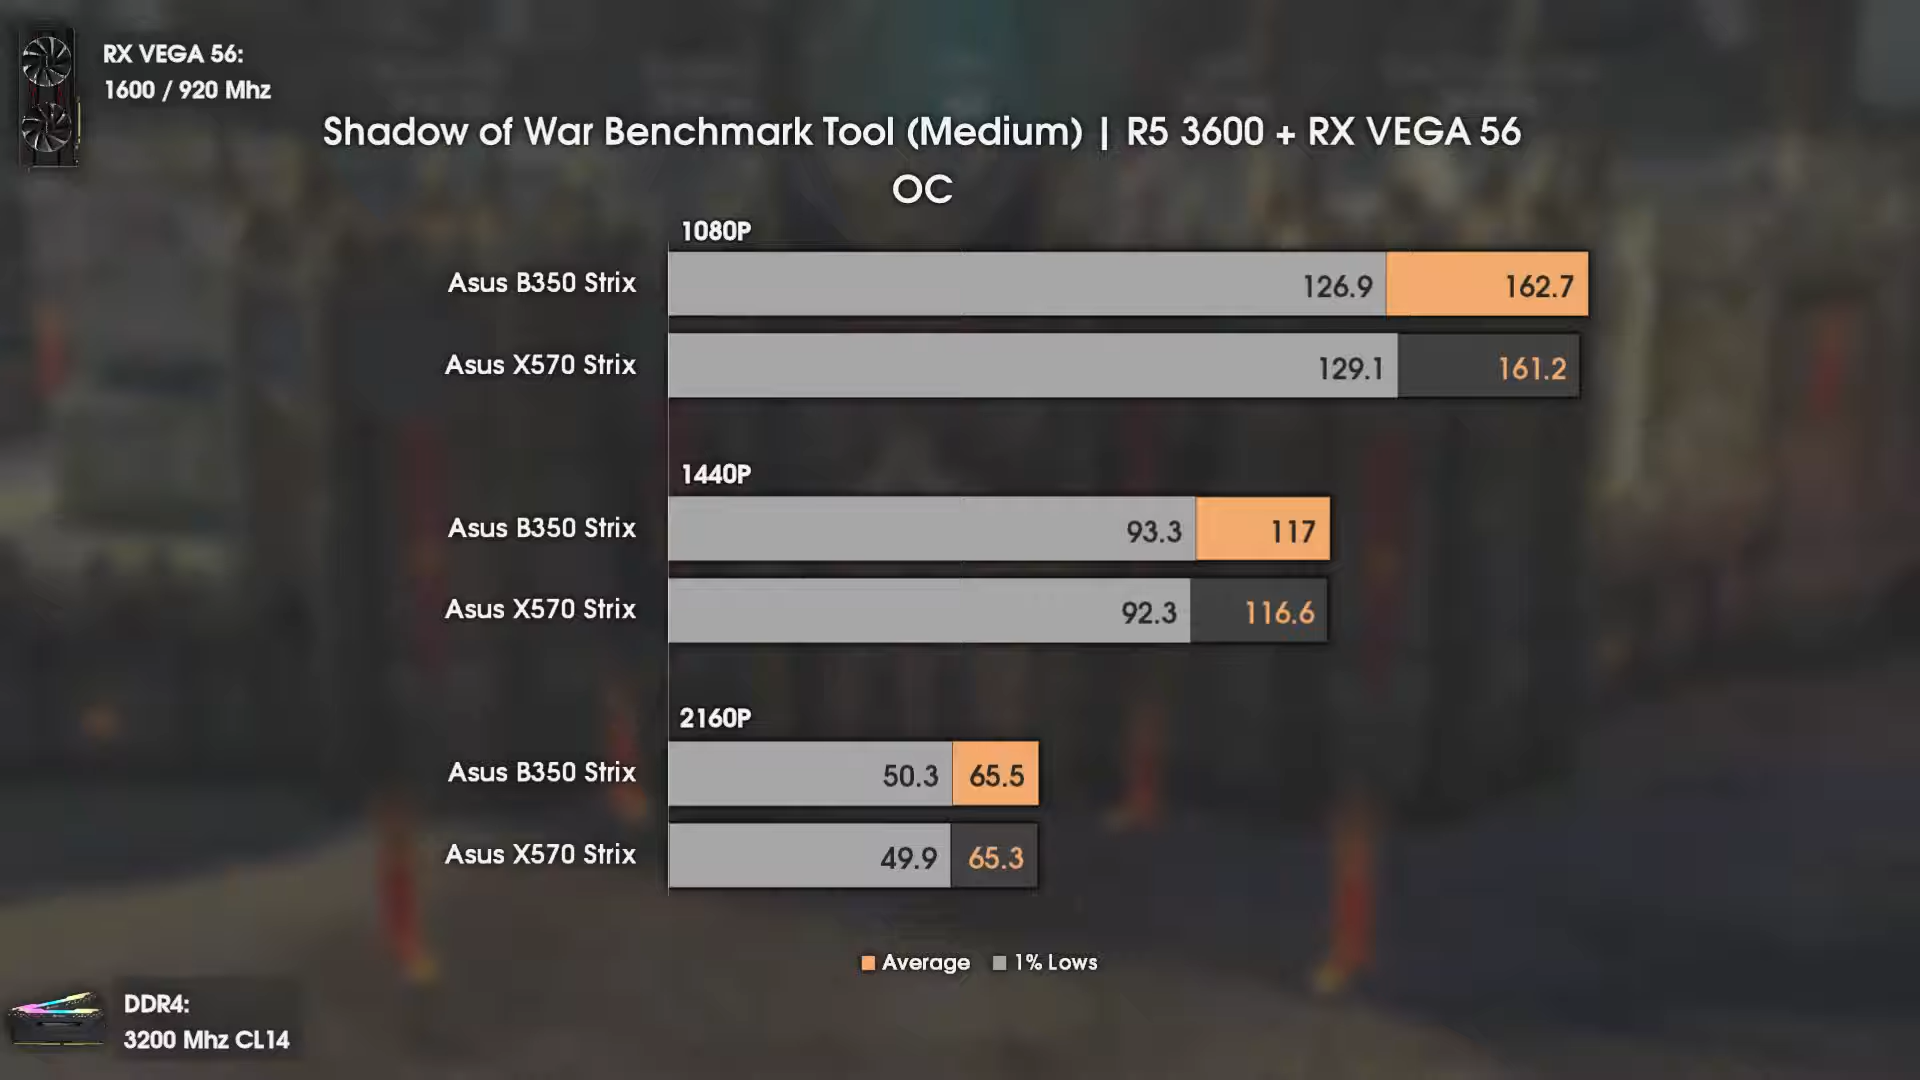 RX VEGA 56:
1600 / 920 Mhz
Shadow of War Benchmark Tool (Medium) | R5 3600 + RX VEGA 56
OC
1080P
Asus B350 Strix 126.9 162.7
Asus X570 Strix 129.1 161.2
1440P
Asus B350 Strix 93.3 117
Asus X570 Strix 92.3 116.6
2160P
Asus B350 Strix 50.3 65.5
Asus X570 Strix 49.9 65.3
Average 1% Lows
DDR4:
3200 Mhz CL14